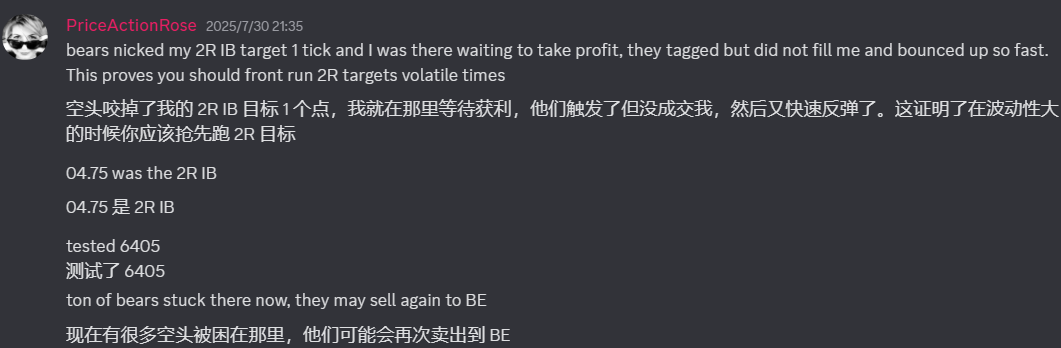 PriceActionRose 2025/7/30 21:35
bears nicked my 2R IB target 1 tick and I was there waiting to take profit, they tagged but did not fill me and bounced up so fast.
This proves you should front run 2R targets volatile times
空头咬掉了我的 2R IB 目标 1 个点，我就在那里等待获利，他们触发了但没成交我，然后又快速反弹了。这证明了在波动性大
的时候你应该抢先跑 2R 目标
04.75 was the 2R IB
04.75 是 2R IB
tested 6405
测试了 6405
ton of bears stuck there now, they may sell again to BE
现在有很多空头被困在那里，他们可能会再次卖出到 BE